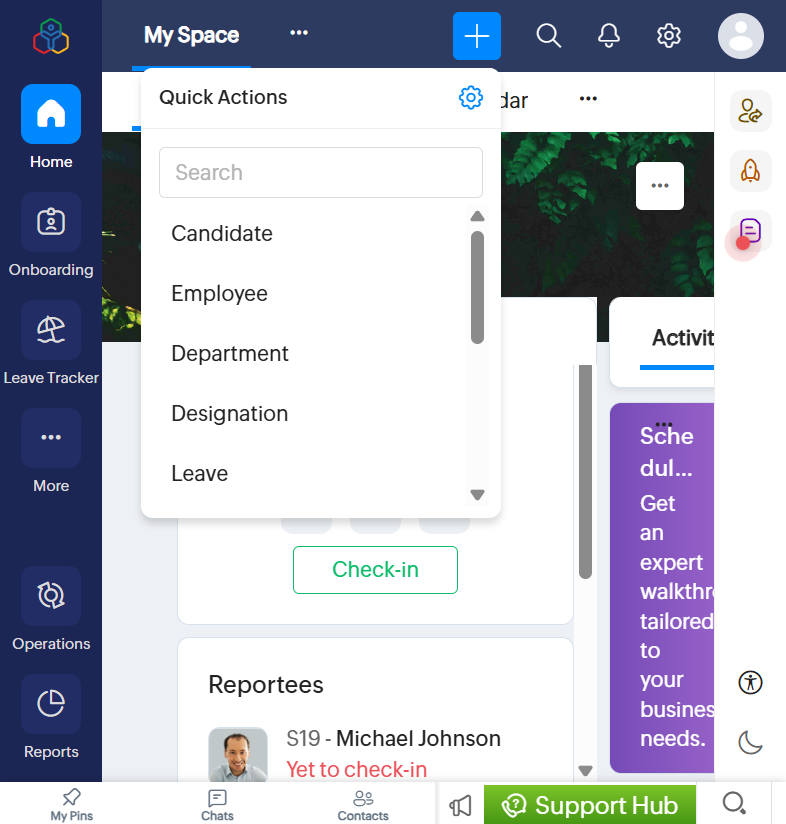 My Space
Quick Actions
dar
Search
Candidate
Employee
Department
Designation
Leave
Home
Onboarding
Leave Tracker
More
Operations
Reports
Activit
Sche
dul...
Get
an
expert
walkthr
tailored
to
your
busines
needs.
Check-in
Reportees
S19 - Michael Johnson
Yet to check-in
My Pins
Chats
Contacts
Support Hub